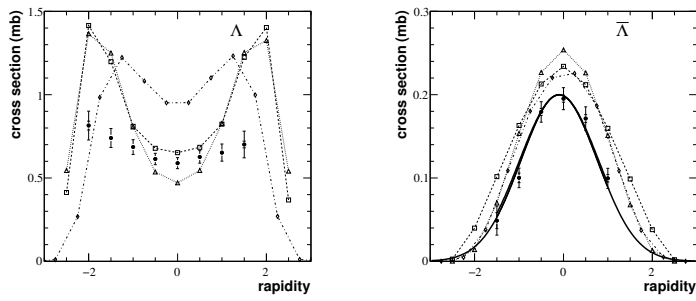 cross section (mb)
1.5
1
0.5
0
−2
0
2
rapidity
Λ
cross section (mb)
0.3
0.2
0.1
0
−2
0
2
rapidity
Λ̅